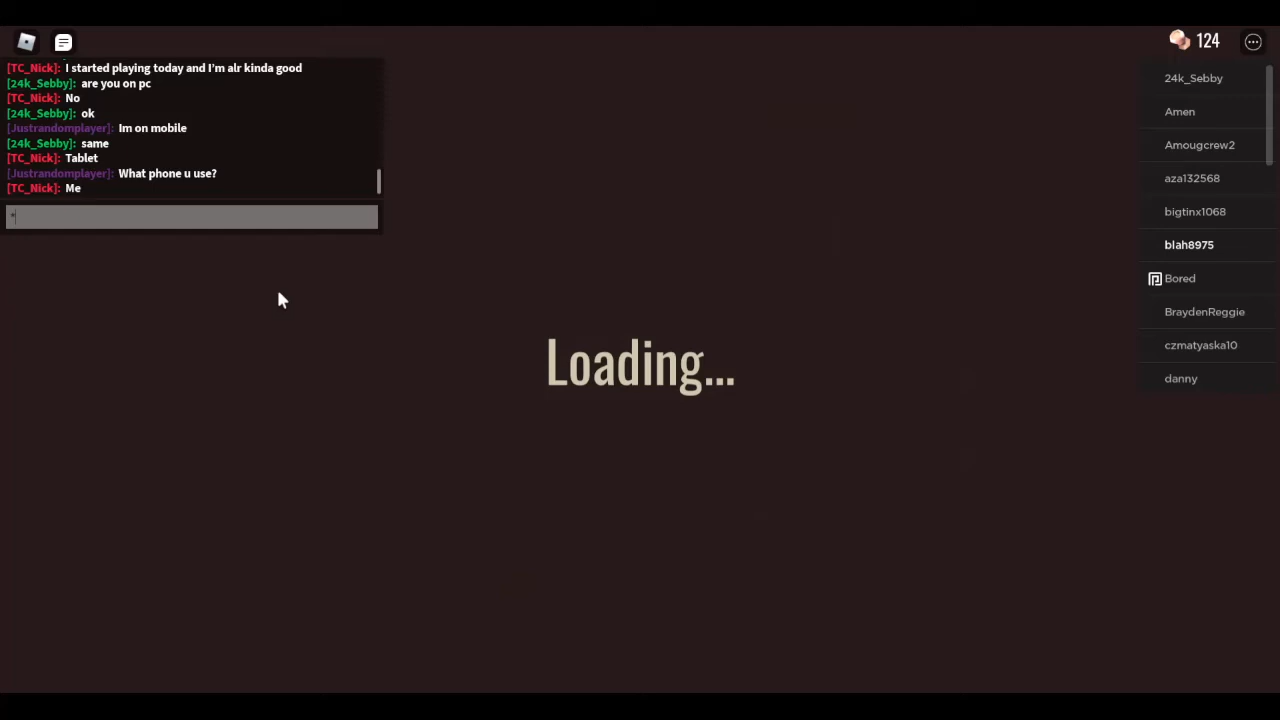 124
[TC_Nick]: I started playing today and I'm alr kinda good
[24k_Sebby]: are you on pc
[TC_Nick]: No
[24k_Sebby]: ok
[Justrandomplayer]: Im on mobile
[24k_Sebby]: same
[TC_Nick]: Tablet
[Justrandomplayer]: What phone u use?
[TC_Nick]: Me
*
Loading...
24k_Sebby
Amen
Amougcrew2
aza132568
bigtinx1068
blah8975
Bored
BraydenReggie
czmatyaska10
danny